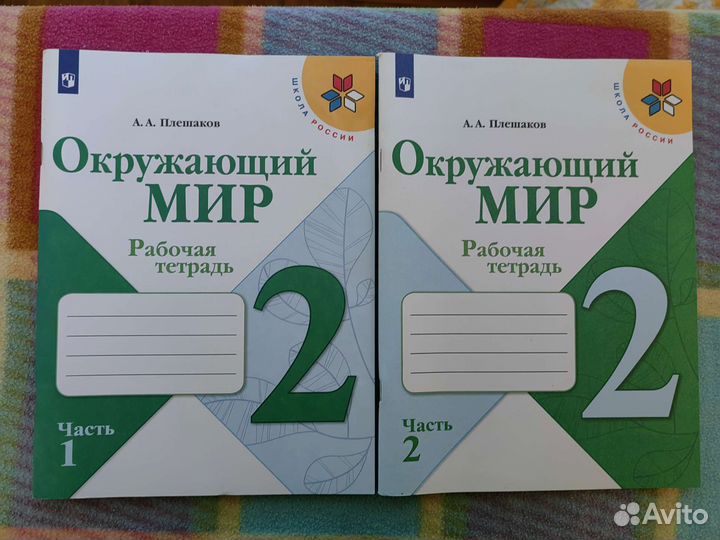 ШКОЛА РОССИИ
А. А. Плешаков
Окружающий
МИР
Рабочая
тетрадь
2
Часть
1
ШКОЛА РОССИИ
А. А. Плешаков
Окружающий
МИР
Рабочая
тетрадь
2
Часть
2
Avito